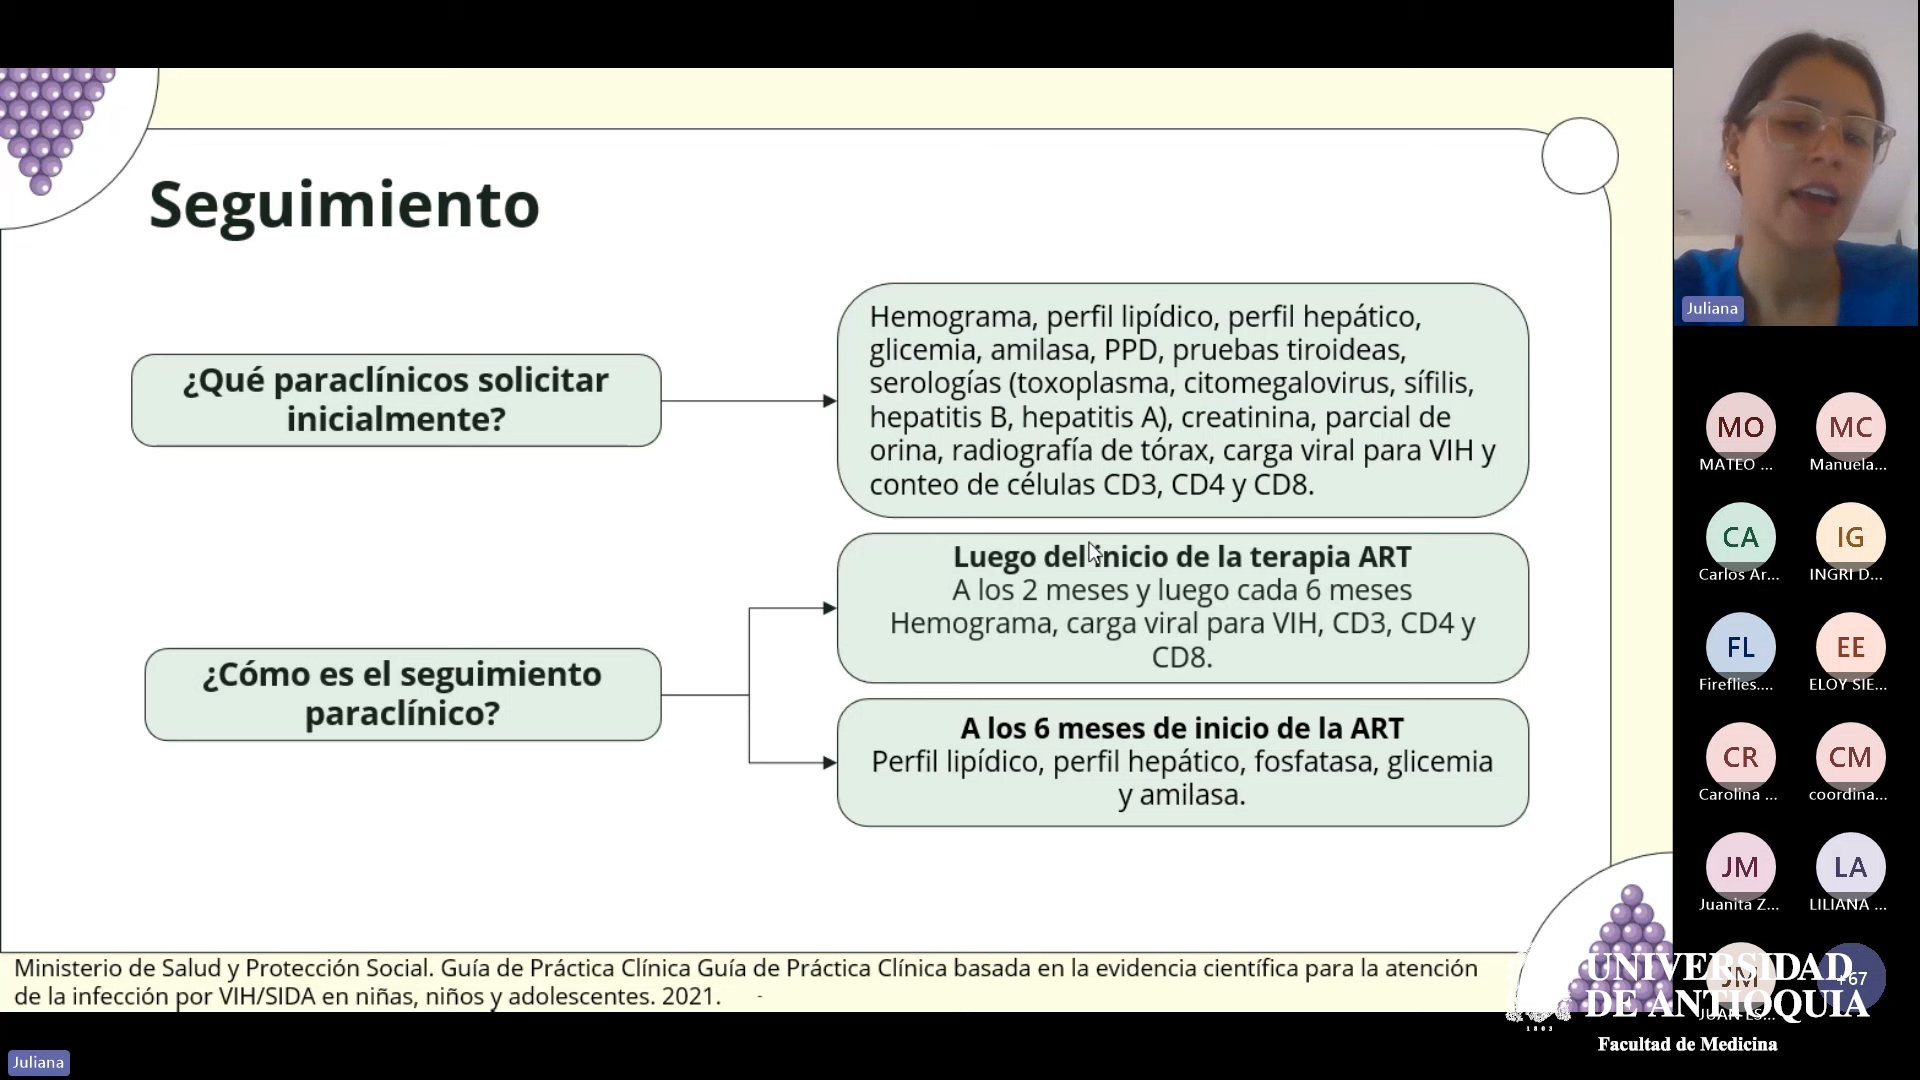 Seguimiento
¿Qué paraclínicos solicitar
inicialmente?
Hemograma, perfil lipídico, perfil hepático,
glicemia, amilasa, PPD, pruebas tiroideas,
serologías (toxoplasma, citomegalovirus, sífilis,
hepatitis B, hepatitis A), creatinina, parcial de
orina, radiografía de tórax, carga viral para VIH y
conteo de células CD3, CD4 y CD8.
¿Cómo es el seguimiento
paraclínico?
Luego del inicio de la terapia ART
A los 2 meses y luego cada 6 meses
Hemograma, carga viral para VIH, CD3, CD4 y
CD8.
A los 6 meses de inicio de la ART
Perfil lipídico, perfil hepático, fosfatasa, glicemia
y amilasa.
Ministerio de Salud y Protección Social. Guía de Práctica Clínica Guía de Práctica Clínica basada en la evidencia científica para la atención
de la infección por VIH/SIDA en niñas, niños y adolescentes. 2021. -
Juliana
Juliana
MO
MATEO ...
MC
Manuela...
CA
Carlos Ar...
IG
INGRI D...
FL
Fireflies....
EE
ELOY SIE...
CR
Carolina ...
CM
coordina...
JM
Juanita Z...
LA
LILIANA ...
JM
JUAN ES...
+67
UNIVERSIDAD
DE ANTIOQUIA
1803
Facultad de Medicina